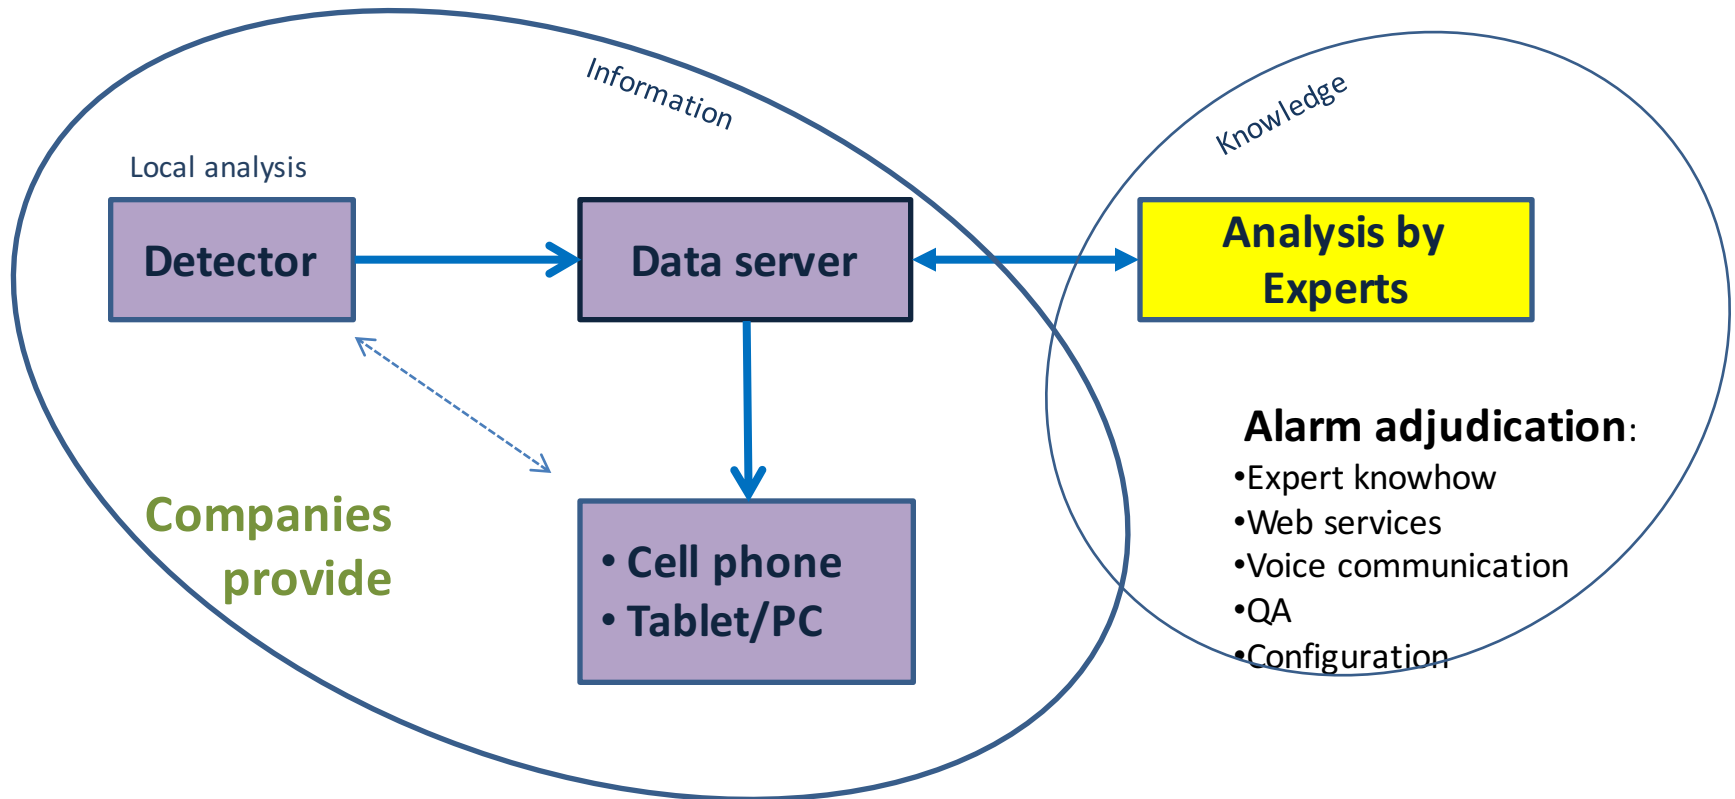 Information
Knowledge
Local analysis
Detector
Data server
Analysis by
Experts
Companies
provide
• Cell phone
• Tablet/PC
Alarm adjudication:
•Expert knowhow
•Web services
•Voice communication
•QA
•Configuration